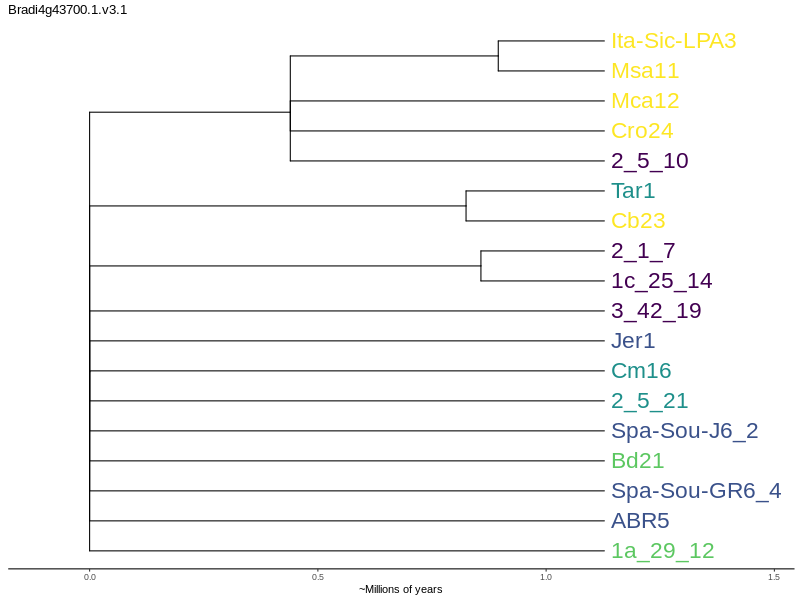 Bradi4g43700.1.v3.1
Ita-Sic-LPA3
Msa11
Mca12
Cro24
2_5_10
Tar1
Cb23
2_1_7
1c_25_14
3_42_19
Jer1
Cm16
2_5_21
Spa-Sou-J6_2
Bd21
Spa-Sou-GR6_4
ABR5
1a_29_12
0.0 0.5 1.0 1.5
~Millions of years